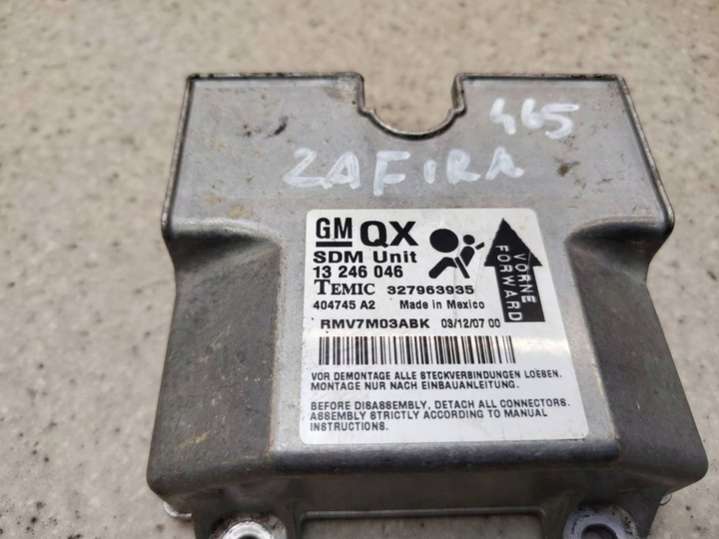 465
ZAFIRA
GM QX
SDM Unit
13 246 046
TEMIC 327963935
404745 A2 Made in Mexico
RMV7M03ABK 03/12/07 00
VORNE
FORWARD
VOR DEMONTAGE ALLE STECKVERBINDUNGEN LOEBEN.
MONTAGE NUR NACH EINBAUANLEITUNG.
BEFORE DISASSEMBLY, DETACH ALL CONNECTORS.
ASSEMBLY STRICTLY ACCORDING TO MANUAL
INSTRUCTIONS.